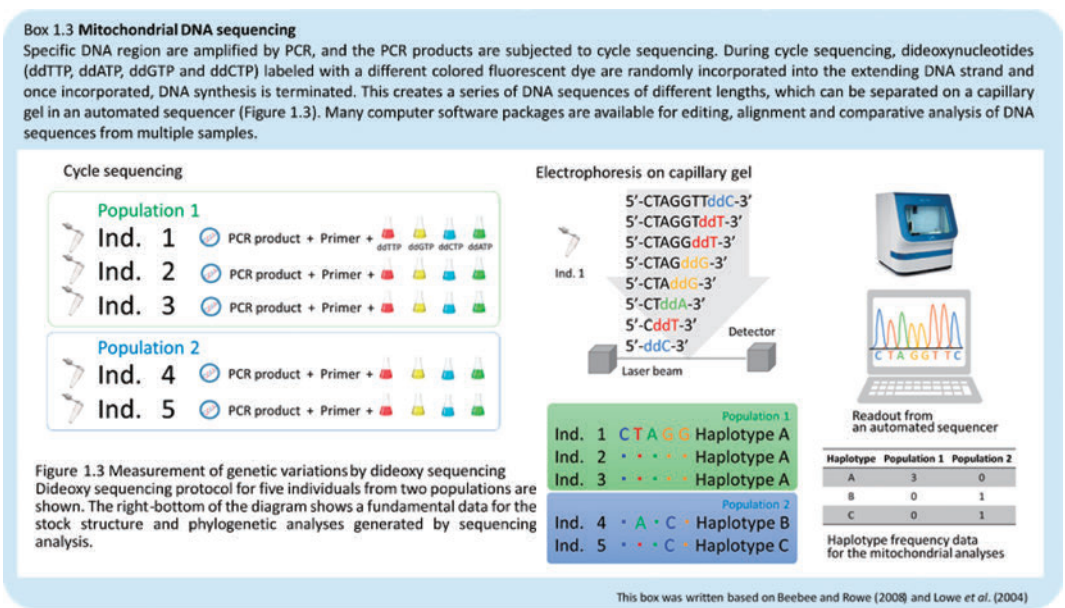 Box 1.3 Mitochondrial DNA sequencing
Specific DNA region are amplified by PCR, and the PCR products are subjected to cycle sequencing. During cycle sequencing, dideoxynucleotides
(ddTTP, ddATP, ddGTP and ddCTP) labeled with a different colored fluorescent dye are randomly incorporated into the extending DNA strand and
once incorporated, DNA synthesis is terminated. This creates a series of DNA sequences of different lengths, which can be separated on a capillary
gel in an automated sequencer (Figure 1.3). Many computer software packages are available for editing, alignment and comparative analysis of DNA
sequences from multiple samples.
Cycle sequencing
Population 1
Ind. 1 PCR product + Primer +
ddTTP ddGTP ddCTP ddATP
Ind. 2 PCR product + Primer +
Ind. 3 PCR product + Primer +
Population 2
Ind. 4 PCR product + Primer +
Ind. 5 PCR product + Primer +
Figure 1.3 Measurement of genetic variations by dideoxy sequencing
Dideoxy sequencing protocol for five individuals from two populations are
shown. The right-bottom of the diagram shows a fundamental data for the
stock structure and phylogenetic analyses generated by sequencing
analysis.
Electrophoresis on capillary gel
Ind. 1
5′-CTAGGTTddC-3′
5′-CTAGGTddT-3′
5′-CTAGGddT-3′
5′-CTAGddG-3′
5′-CTAddG-3′
5′-CTddA-3′
5′-CddT-3′
5′-ddC-3′
Detector
Laser beam
Population 1
Ind. 1 C T A G G Haplotype A
Ind. 2 · · · · · Haplotype A
Ind. 3 · · · · · Haplotype A
Population 2
Ind. 4 · A · C · Haplotype B
Ind. 5 · · · C · Haplotype C
C T A G G T T C
Readout from
an automated sequencer
Haplotype Population 1 Population 2
A 3 0
B 0 1
C 0 1
Haplotype frequency data
for the mitochondrial analyses
This box was written based on Beebee and Rowe (2008) and Lowe et al. (2004)